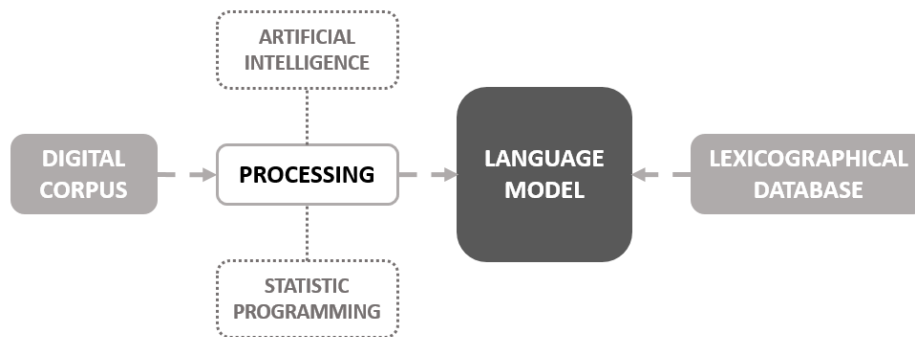 ARTIFICIAL
INTELLIGENCE
DIGITAL
CORPUS
PROCESSING
LANGUAGE
MODEL
LEXICOGRAPHICAL
DATABASE
STATISTIC
PROGRAMMING